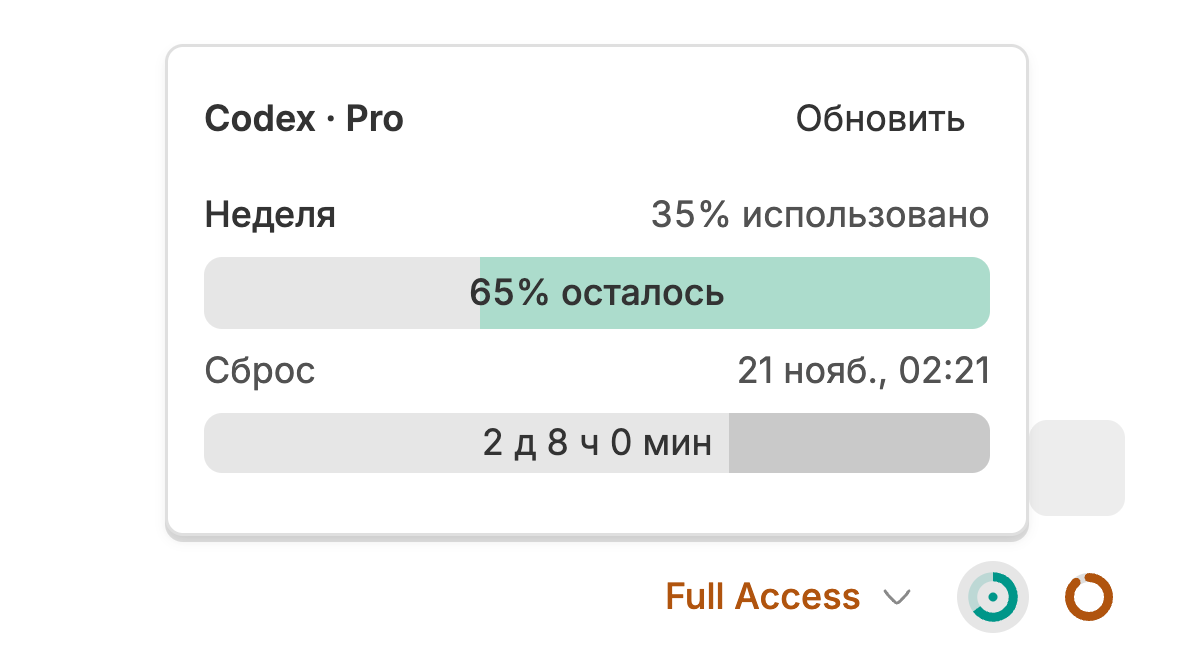 Codex · Pro
Обновить
Неделя
35% использовано
65% осталось
Сброс
21 нояб., 02:21
2 д 8 ч 0 мин
Full Access